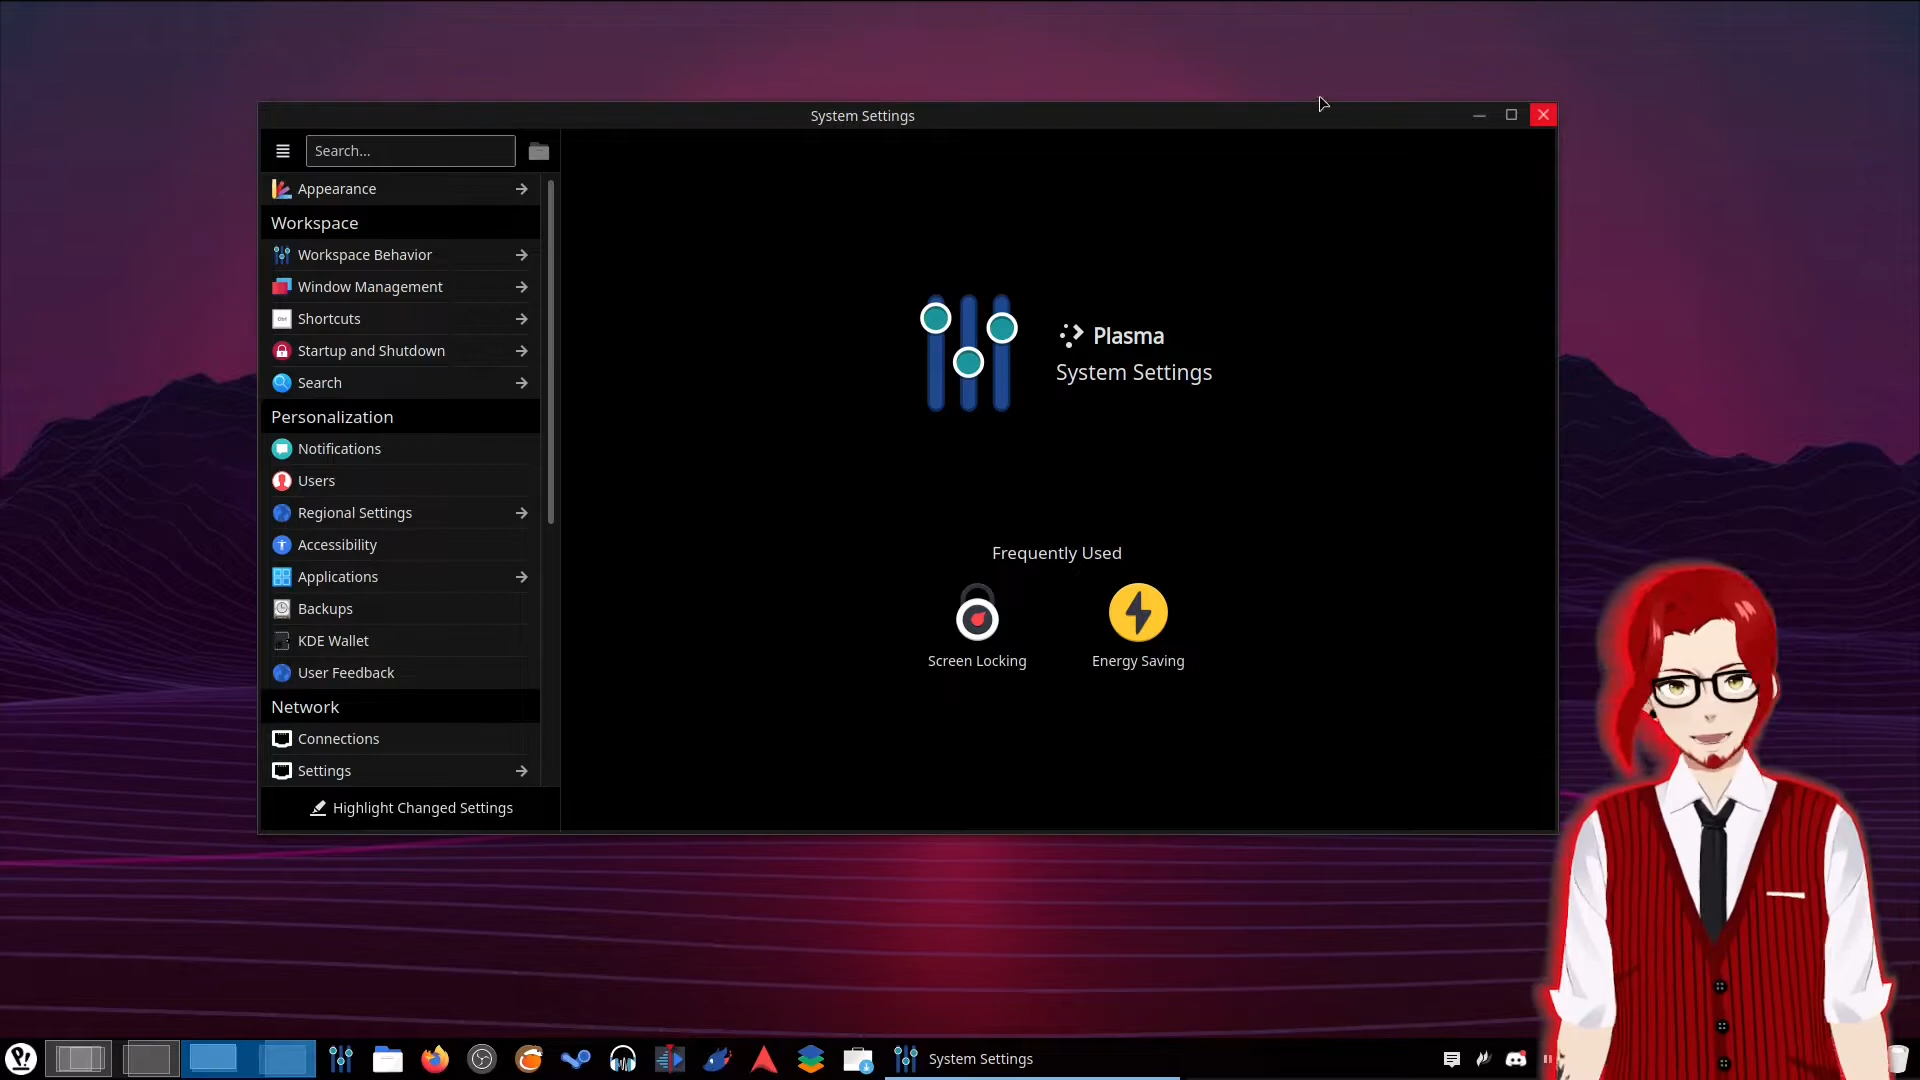 System Settings
Search...
Appearance
Workspace
Workspace Behavior
Window Management
Shortcuts
Startup and Shutdown
Search
Personalization
Notifications
Users
Regional Settings
Accessibility
Applications
Backups
KDE Wallet
User Feedback
Network
Connections
Settings
Highlight Changed Settings
Plasma
System Settings
Frequently Used
Screen Locking
Energy Saving
System Settings